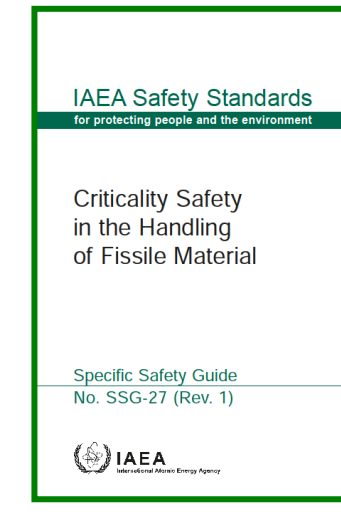 IAEA Safety Standards
for protecting people and the environment
Criticality Safety
in the Handling
of Fissile Material
Specific Safety Guide
No. SSG-27 (Rev. 1)
IAEA
International Atomic Energy Agency